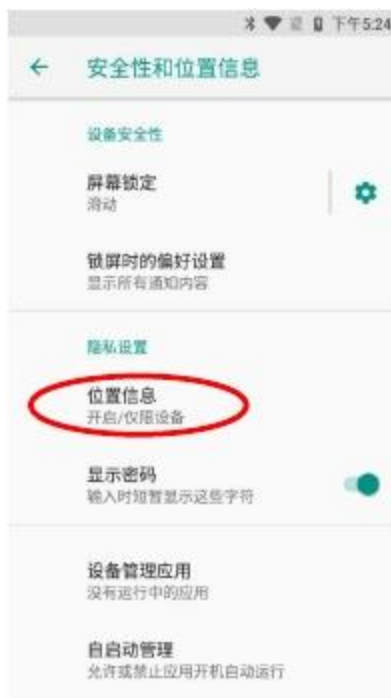 下午5:24
安全性和位置信息
设备安全性
屏幕锁定
滑动
锁屏时的偏好设置
显示所有通知内容
隐私设置
位置信息
开启/仅限设备
显示密码
输入时短暂显示这些字符
设备管理应用
没有运行中的应用
自启动管理
允许或禁止应用开机自动运行